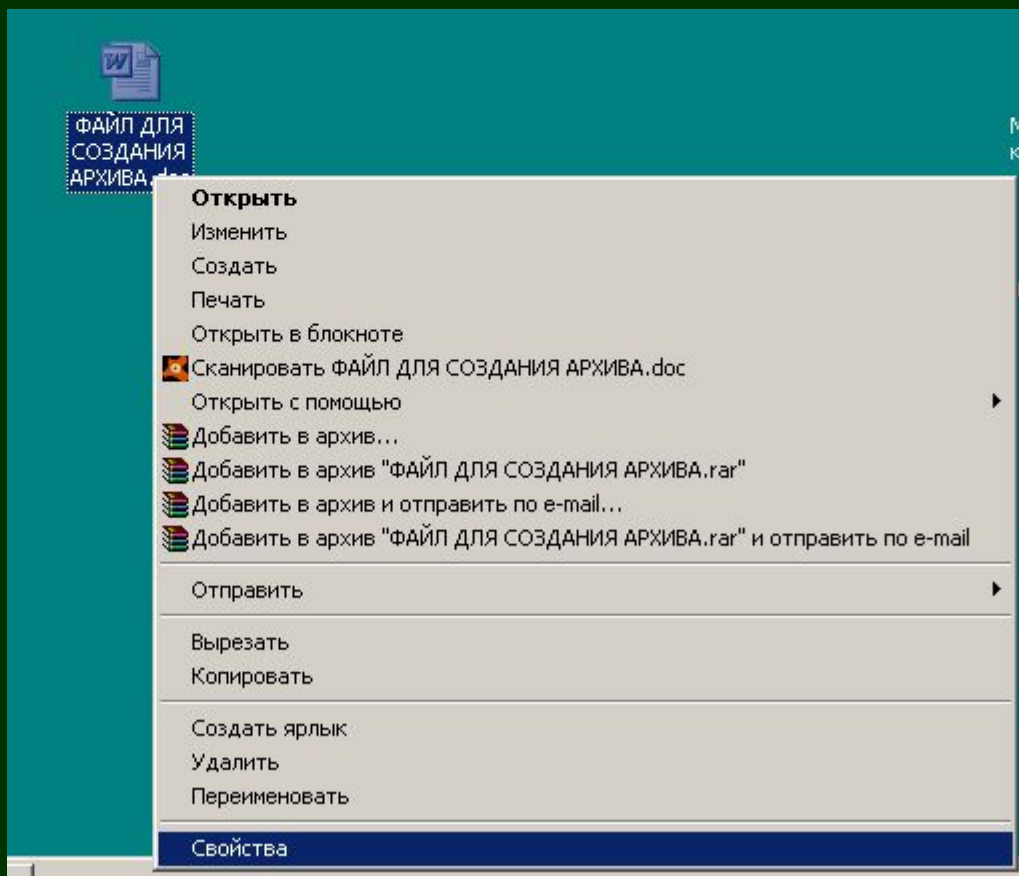 ФАЙЛ ДЛЯ
СОЗДАНИЯ
АРХИВА.doc
Открыть
Изменить
Создать
Печать
Открыть в блокноте
Сканировать ФАЙЛ ДЛЯ СОЗДАНИЯ АРХИВА.doc
Открыть с помощью
Добавить в архив...
Добавить в архив "ФАЙЛ ДЛЯ СОЗДАНИЯ АРХИВА.rar"
Добавить в архив и отправить по e-mail...
Добавить в архив "ФАЙЛ ДЛЯ СОЗДАНИЯ АРХИВА.rar" и отправить по e-mail
Отправить
Вырезать
Копировать
Создать ярлык
Удалить
Переименовать
Свойства